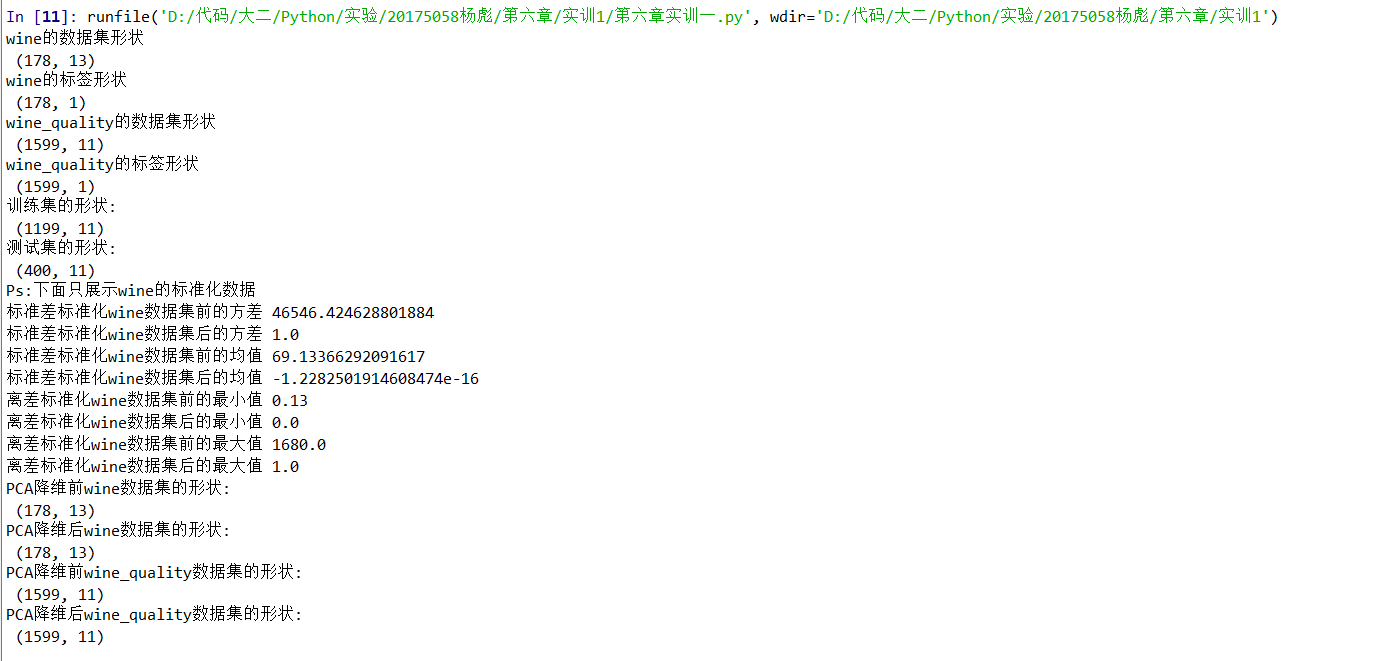 In [11]: runfile('D:/代码/大二/Python/实验/20175058杨彪/第六章/实训1/第六章实训一.py', wdir='D:/代码/大二/Python/实验/20175058杨彪/第六章/实训1')
wine的数据集形状
(178, 13)
wine的标签形状
(178, 1)
wine_quality的数据集形状
(1599, 11)
wine_quality的标签形状
(1599, 1)
训练集的形状:
(1199, 11)
测试集的形状:
(400, 11)
Ps:下面只展示wine的标准化数据
标准差标准化wine数据集前的方差 46546.424628801884
标准差标准化wine数据集后的方差 1.0
标准差标准化wine数据集前的均值 69.13366292091617
标准差标准化wine数据集后的均值 -1.2282501914608474e-16
离差标准化wine数据集前的最小值 0.13
离差标准化wine数据集后的最小值 0.0
离差标准化wine数据集前的最大值 1680.0
离差标准化wine数据集后的最大值 1.0
PCA降维前wine数据集的形状:
(178, 13)
PCA降维后wine数据集的形状:
(178, 13)
PCA降维前wine_quality数据集的形状:
(1599, 11)
PCA降维后wine_quality数据集的形状:
(1599, 11)